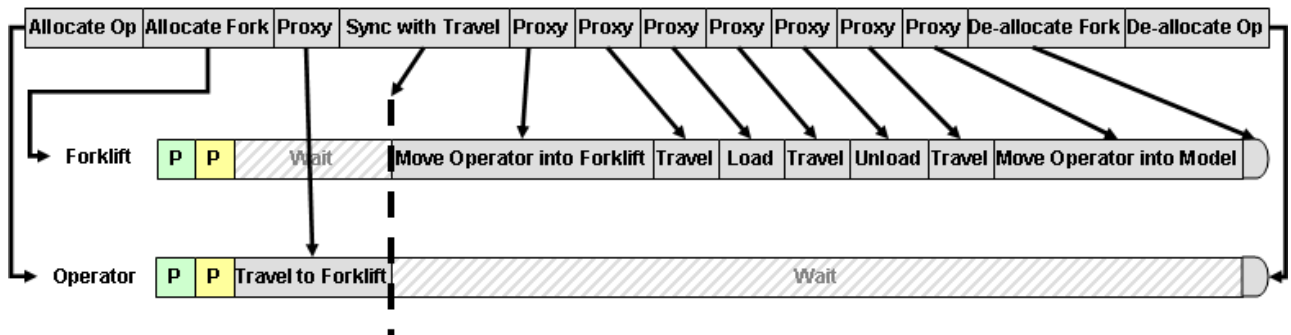 Allocate Op Allocate Fork Proxy Sync with Travel Proxy Proxy Proxy Proxy Proxy Proxy Proxy De-allocate Fork De-allocate Op
Forklift P P Wait Move Operator into Forklift Travel Load Travel Unload Travel Move Operator into Model
Operator P P Travel to Forklift Wait